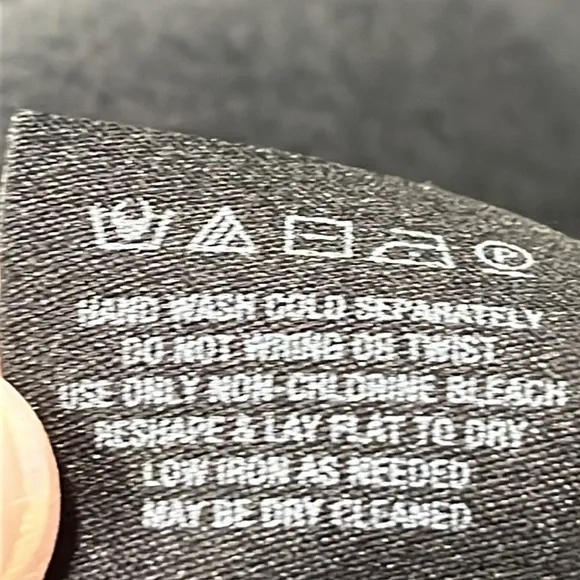 P
HAND WASH COLD SEPARATELY
DO NOT WRING OR TWIST
USE ONLY NON-CHLORINE BLEACH
RESHAPE & LAY FLAT TO DRY
LOW IRON AS NEEDED
MAY BE DRY CLEANED